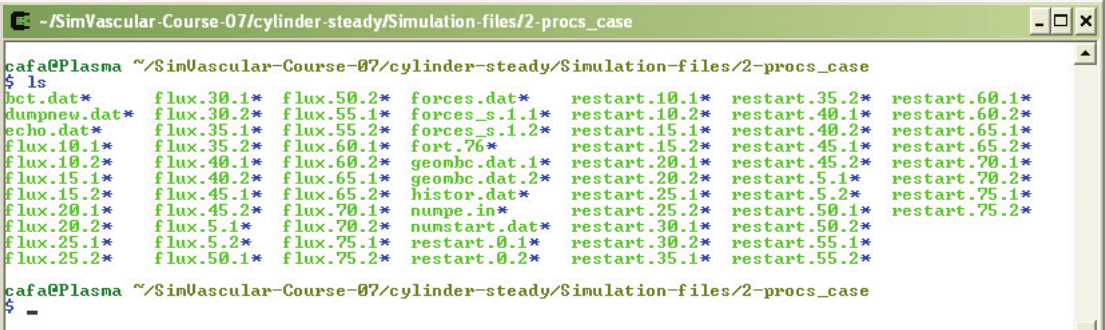 ~/SimVascular-Course-07/cylinder-steady/Simulation-files/2-procs_case
cafa@Plasma ~/SimVascular-Course-07/cylinder-steady/Simulation-files/2-procs_case
$ ls
bct.dat* flux.30.1* flux.50.2* forces.dat* restart.10.1* restart.35.2* restart.60.1*
dumpnew.dat* flux.30.2* flux.55.1* forces_s.1.1* restart.10.2* restart.40.1* restart.60.2*
echo.dat* flux.35.1* flux.55.2* forces_s.1.2* restart.15.1* restart.40.2* restart.65.1*
flux.10.1* flux.35.2* flux.60.1* fort.76* restart.15.2* restart.45.1* restart.65.2*
flux.10.2* flux.40.1* flux.60.2* geombc.dat.1* restart.20.1* restart.45.2* restart.70.1*
flux.15.1* flux.40.2* flux.65.1* geombc.dat.2* restart.20.2* restart.5.1* restart.70.2*
flux.15.2* flux.45.1* flux.65.2* histor.dat* restart.25.1* restart.5.2* restart.75.1*
flux.20.1* flux.45.2* flux.70.1* numpe.in* restart.25.2* restart.50.1* restart.75.2*
flux.20.2* flux.5.1* flux.70.2* numstart.dat* restart.30.1* restart.50.2*
flux.25.1* flux.5.2* flux.75.1* restart.0.1* restart.30.2* restart.55.1*
flux.25.2* flux.50.1* flux.75.2* restart.0.2* restart.35.1* restart.55.2*
cafa@Plasma ~/SimVascular-Course-07/cylinder-steady/Simulation-files/2-procs_case
$ _